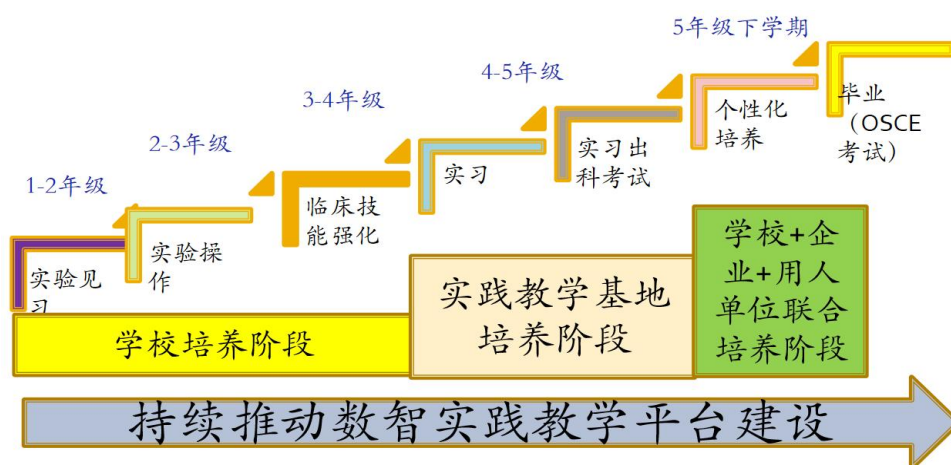 5年级下学期
4-5年级
3-4年级
2-3年级
1-2年级
毕业
（OSCE
考试）
个性化
培养
实习出
科考试
实习
临床技
能强化
实验操
作
实验见
习
学校培养阶段
实践教学基地
培养阶段
学校+企
业+用人
单位联合
培养阶段
持续推动数智实践教学平台建设